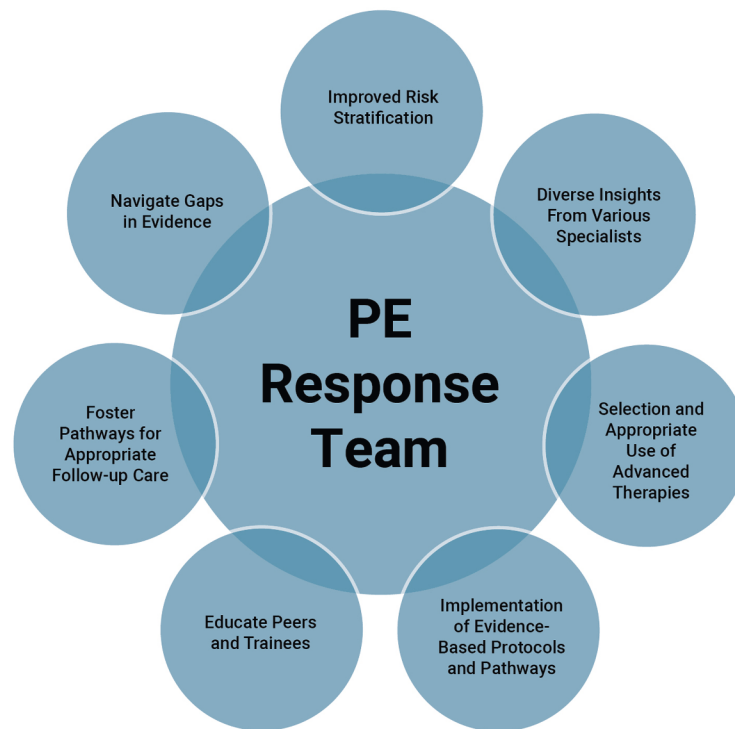 Improved Risk
Stratification
Diverse Insights
From Various
Specialists
Selection and
Appropriate
Use of
Advanced
Therapies
Implementation
of Evidence-
Based Protocols
and Pathways
Educate Peers
and Trainees
Foster
Pathways for
Appropriate
Follow-up Care
Navigate Gaps
in Evidence
PE
Response
Team